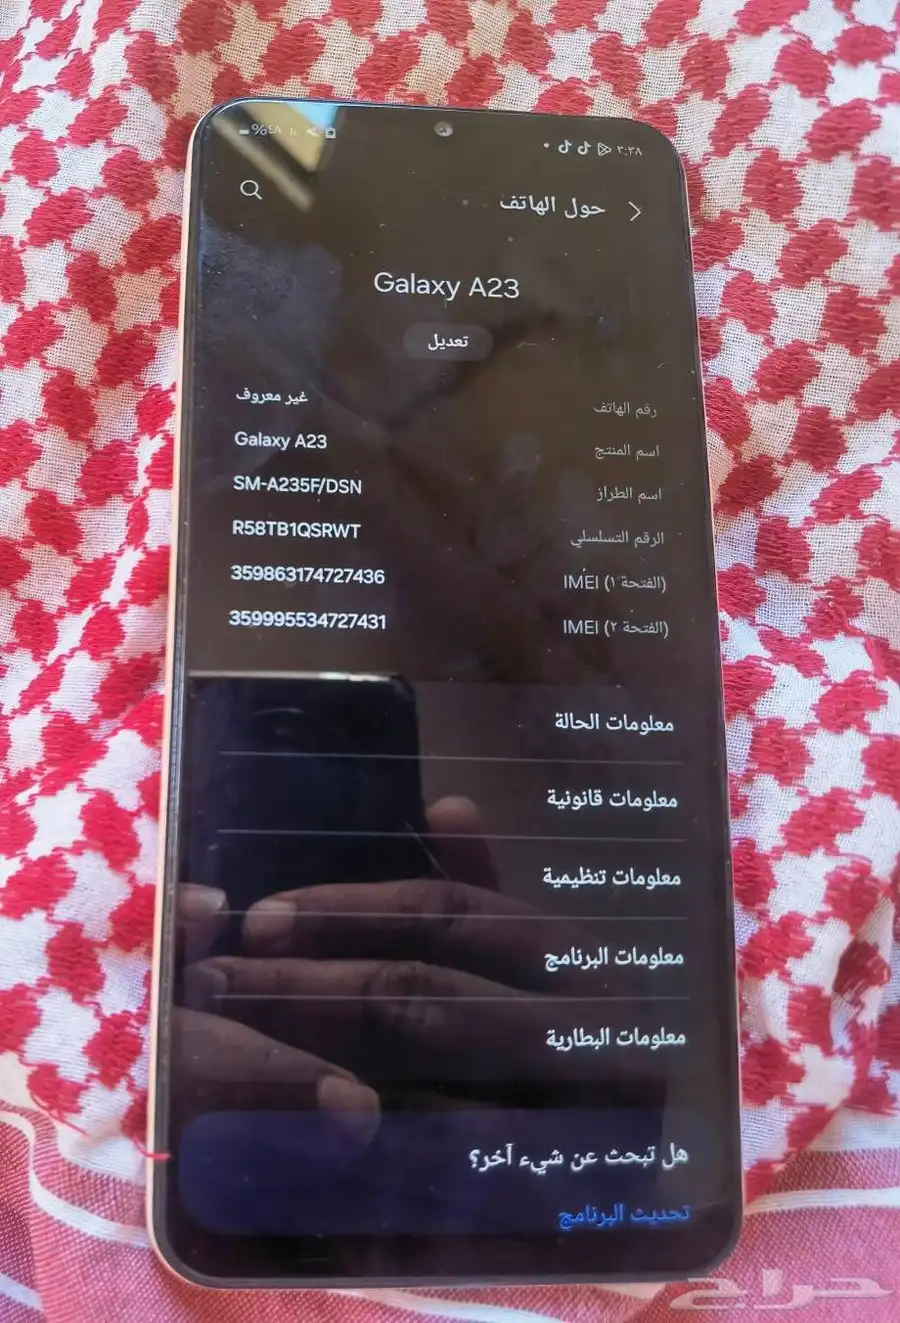 ٣:٣٨ ٤٨%
حول الهاتف
Galaxy A23
تعديل
رقم الهاتف غير معروف
اسم المنتج Galaxy A23
اسم الطراز SM-A235F/DSN
الرقم التسلسلي R58TB1QSRWT
IMEI (الفتحة ١) 359863174727436
IMEI (الفتحة ٢) 359995534727431
معلومات الحالة
معلومات قانونية
معلومات تنظيمية
معلومات البرنامج
معلومات البطارية
هل تبحث عن شيء آخر؟
تحديث البرنامج
حراج